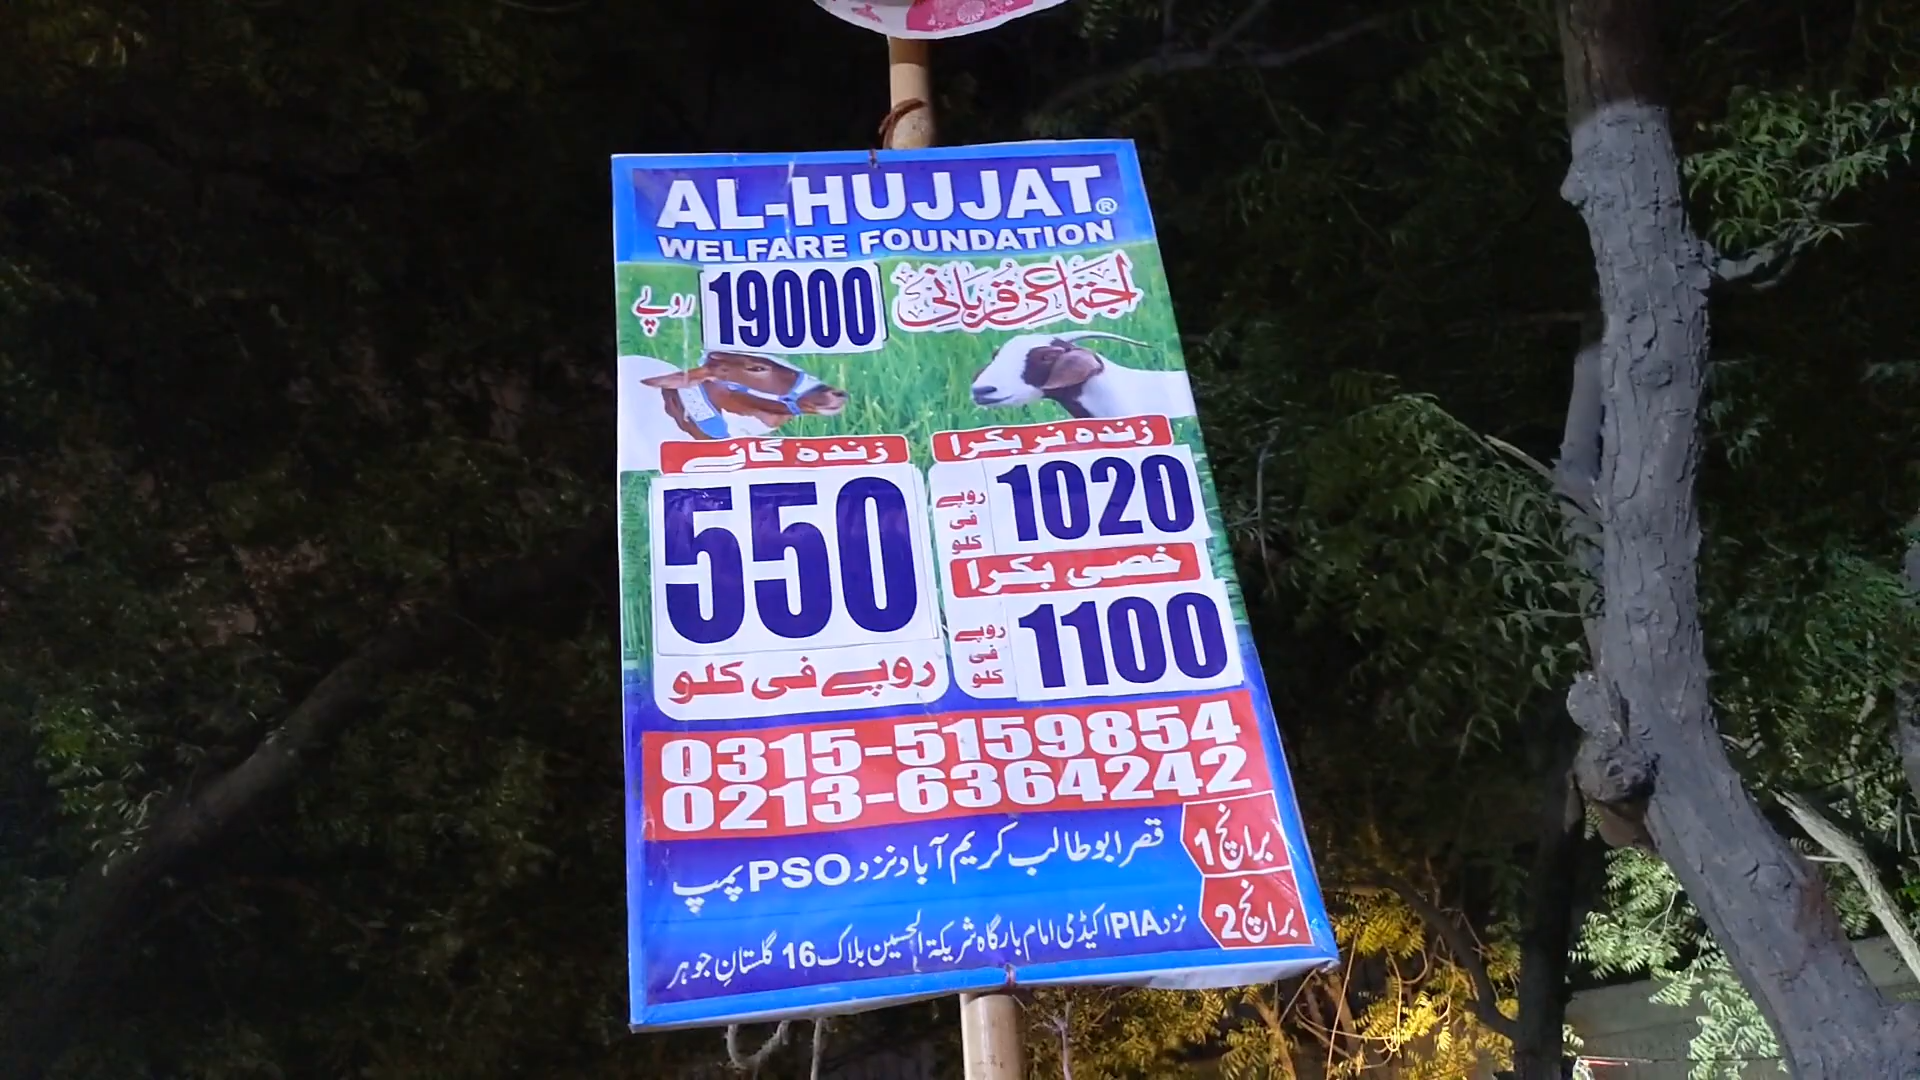 AL-HUJJAT®
WELFARE FOUNDATION
اجتماعی قربانی 19000 روپے
زندہ گائے
550
روپے فی کلو
زندہ نر بکرا
1020 روپے فی کلو
خصی بکرا
1100 روپے فی کلو
0315-5159854
0213-6364242
برانچ 1 قصر ابو طالب کریم آباد نزد PSO پمپ
برانچ 2 نزد PIA اکیڈمی امام بارگاہ شریکۃ الحسین بلاک 16 گلستانِ جوہر